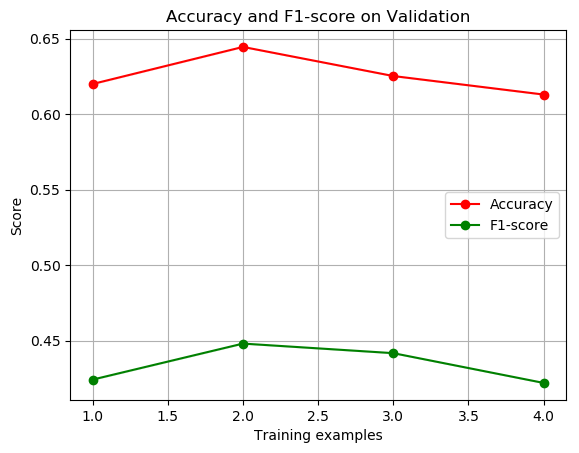 Accuracy and F1-score on Validation
0.65
0.60
0.55
0.50
0.45
Score
Accuracy
F1-score
1.0 1.5 2.0 2.5 3.0 3.5 4.0
Training examples